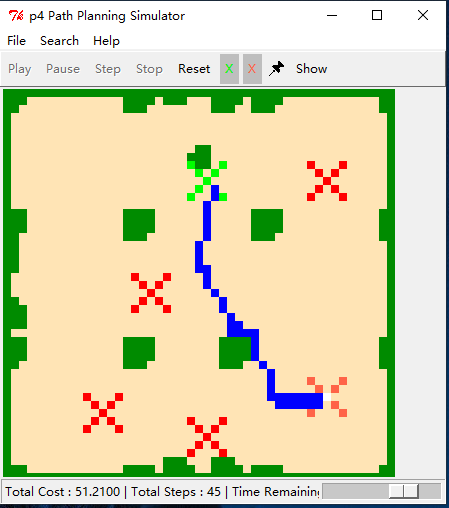 p4 Path Planning Simulator
File Search Help
Play Pause Step Stop Reset X X Show
Total Cost : 51.2100 | Total Steps : 45 | Time Remaining